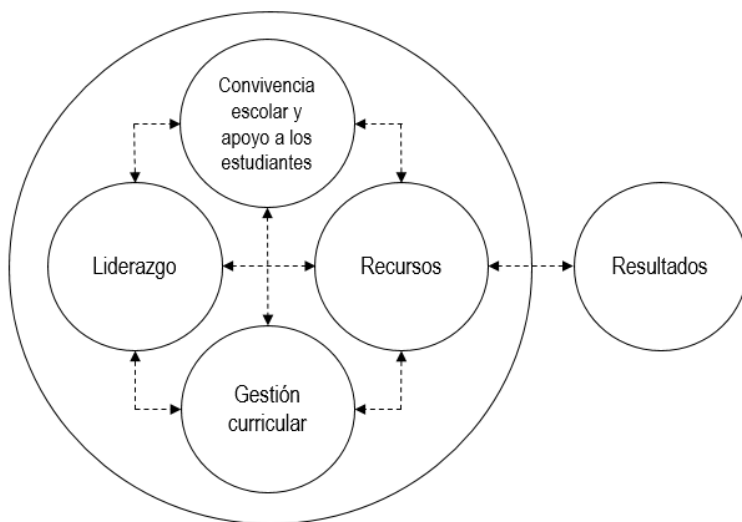 Convivencia
escolar y
apoyo a los
estudiantes
Liderazgo
Recursos
Resultados
Gestión
curricular